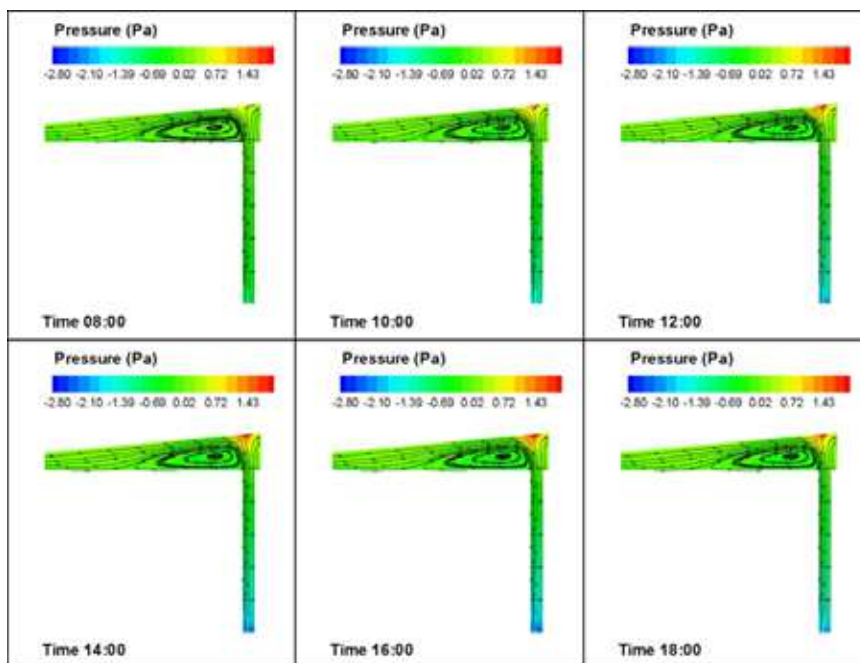 Pressure (Pa)
-2.80 -2.10 -1.39 -0.69 0.02 0.72 1.43
Time 08:00
Pressure (Pa)
-2.80 -2.10 -1.39 -0.69 0.02 0.72 1.43
Time 10:00
Pressure (Pa)
-2.80 -2.10 -1.39 -0.69 0.02 0.72 1.43
Time 12:00
Pressure (Pa)
-2.80 -2.10 -1.39 -0.69 0.02 0.72 1.43
Time 14:00
Pressure (Pa)
-2.80 -2.10 -1.39 -0.69 0.02 0.72 1.43
Time 16:00
Pressure (Pa)
-2.80 -2.10 -1.39 -0.69 0.02 0.72 1.43
Time 18:00